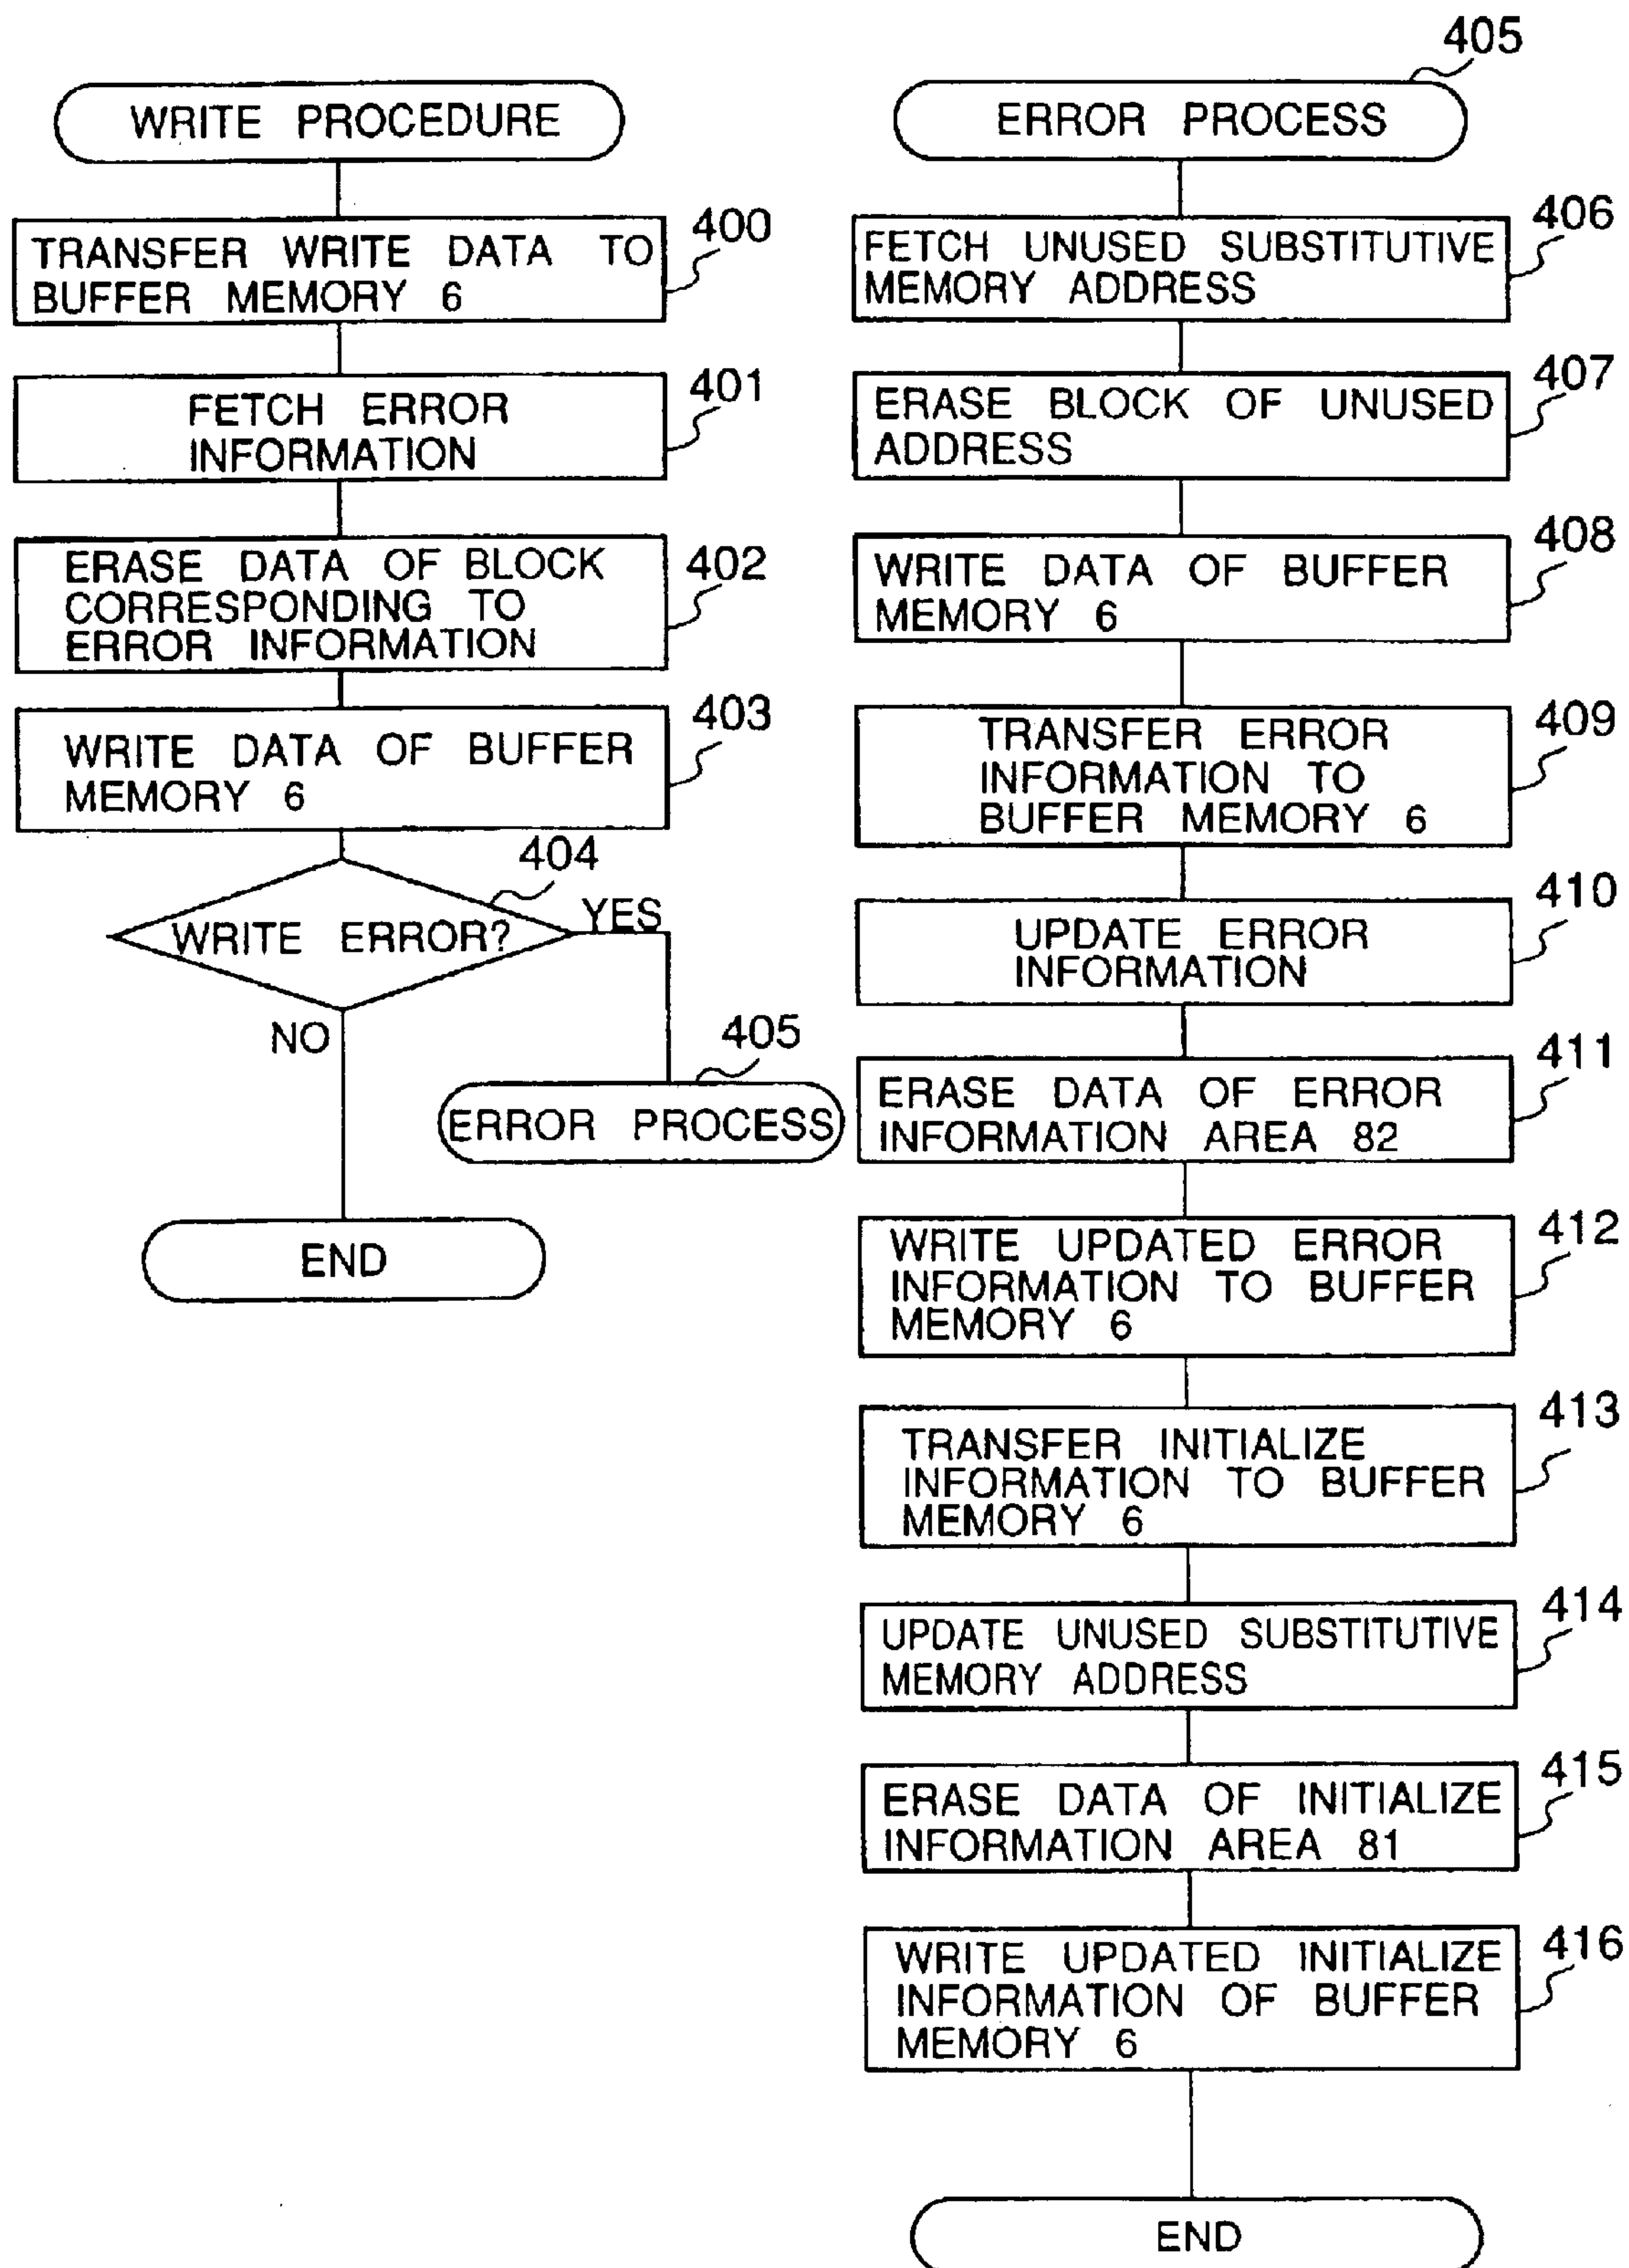 WRITE PROCEDURE
400
TRANSFER WRITE DATA TO
BUFFER MEMORY 6
401
FETCH ERROR
INFORMATION
402
ERASE DATA OF BLOCK
CORRESPONDING TO
ERROR INFORMATION
403
WRITE DATA OF BUFFER
MEMORY 6
404
WRITE ERROR?
YES
NO
405
ERROR PROCESS
END
405
ERROR PROCESS
406
FETCH UNUSED SUBSTITUTIVE
MEMORY ADDRESS
407
ERASE BLOCK OF UNUSED
ADDRESS
408
WRITE DATA OF BUFFER
MEMORY 6
409
TRANSFER ERROR
INFORMATION TO
BUFFER MEMORY 6
410
UPDATE ERROR
INFORMATION
411
ERASE DATA OF ERROR
INFORMATION AREA 82
412
WRITE UPDATED ERROR
INFORMATION TO BUFFER
MEMORY 6
413
TRANSFER INITIALIZE
INFORMATION TO BUFFER
MEMORY 6
414
UPDATE UNUSED SUBSTITUTIVE
MEMORY ADDRESS
415
ERASE DATA OF INITIALIZE
INFORMATION AREA 81
416
WRITE UPDATED INITIALIZE
INFORMATION OF BUFFER
MEMORY 6
END